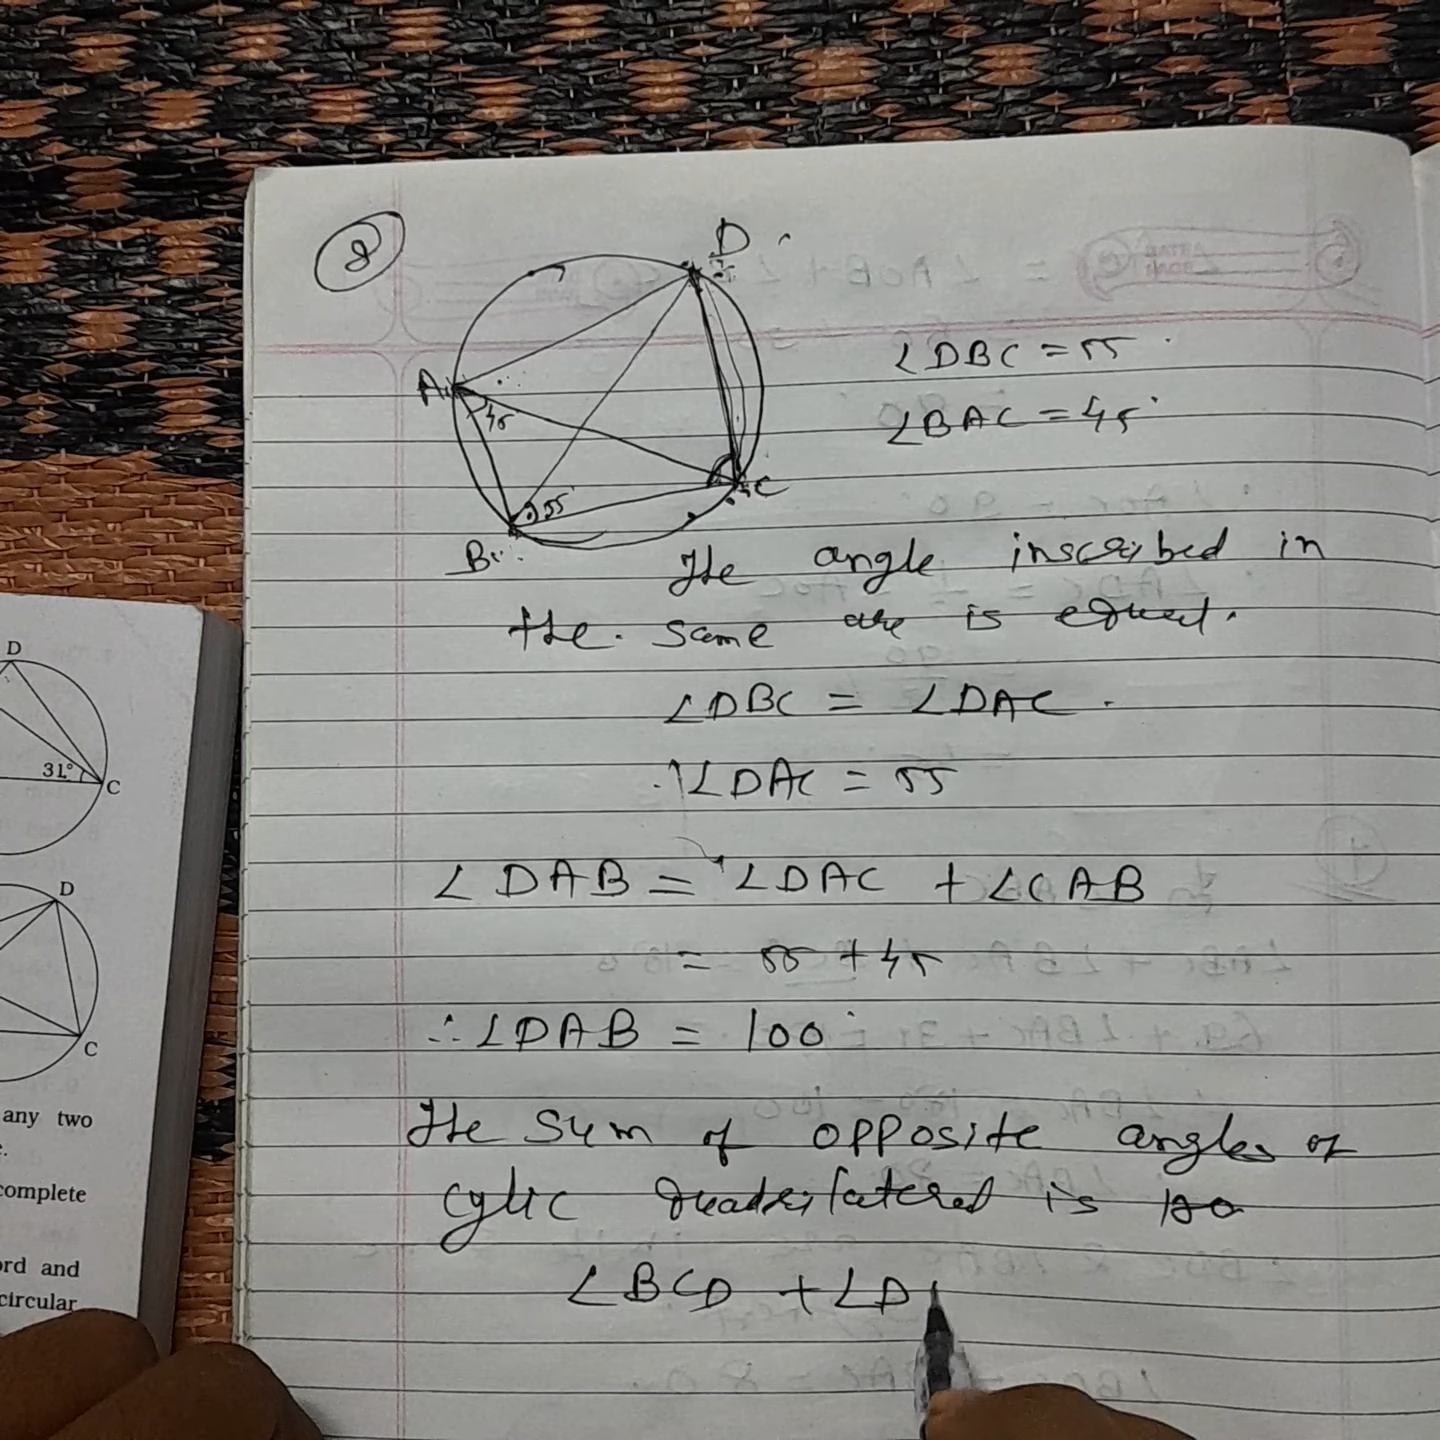 8
D
A
45
55°
C
B
∠DBC = 55°
∠BAC = 45°
The angle inscribed in
the same arc is equal.
∠DBC = ∠DAC.
∠DAC = 55
∠DAB = ∠DAC + ∠CAB
= 55 + 45
∴ ∠DAB = 100°
The sum of opposite angles of
cylic quadrilateral is 180
∠BCD + ∠D
D
31°
C
D
C
any two
complete
ord and
circular